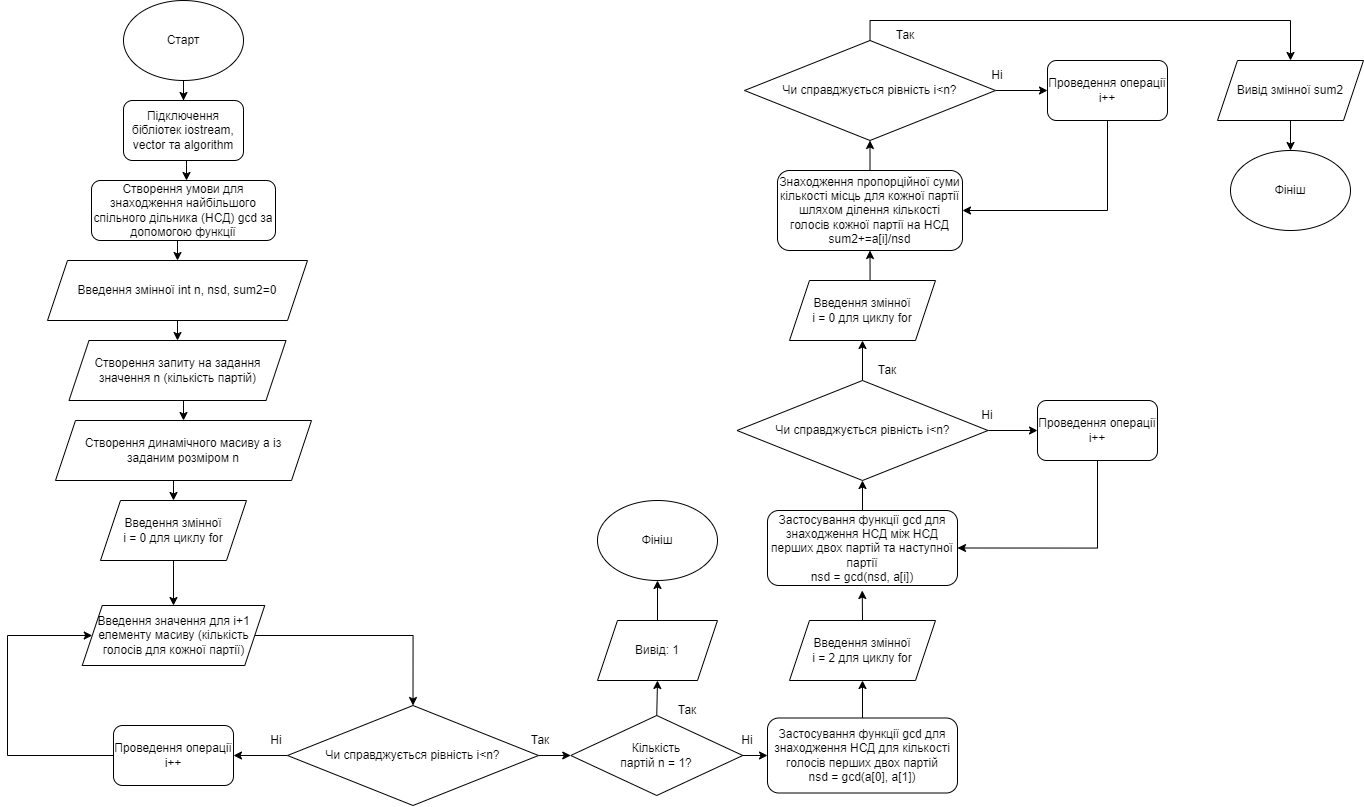 Старт
Підключення
бібліотек iostream,
vector та algorithm
Створення умови для
знаходження найбільшого
спільного дільника (НСД) gcd за
допомогою функції
Введення змінної int n, nsd, sum2=0
Створення запиту на задання
значення n (кількість партій)
Створення динамічного масиву a із
заданим розміром n
Введення змінної
i = 0 для циклу for
Введення значення для i+1
елементу масиву (кількість
голосів для кожної партії)
Проведення операції
i++
Ні
Чи справджується рівність i<n?
Так
Кількість
партій n = 1?
Так
Вивід: 1
Фініш
Ні
Застосування функції gcd для
знаходження НСД для кількості
голосів перших двох партій
nsd = gcd(a[0], a[1])
Введення змінної
i = 2 для циклу for
Застосування функції gcd для
знаходження НСД між НСД
перших двох партій та наступної
партії
nsd = gcd(nsd, a[i])
Чи справджується рівність i<n?
Ні
Проведення операції
i++
Так
Введення змінної
i = 0 для циклу for
Знаходження пропорційної суми
кількості місць для кожної партії
шляхом ділення кількості
голосів кожної партії на НСД
sum2+=a[i]/nsd
Чи справджується рівність i<n?
Ні
Проведення операції
i++
Так
Вивід змінної sum2
Фініш